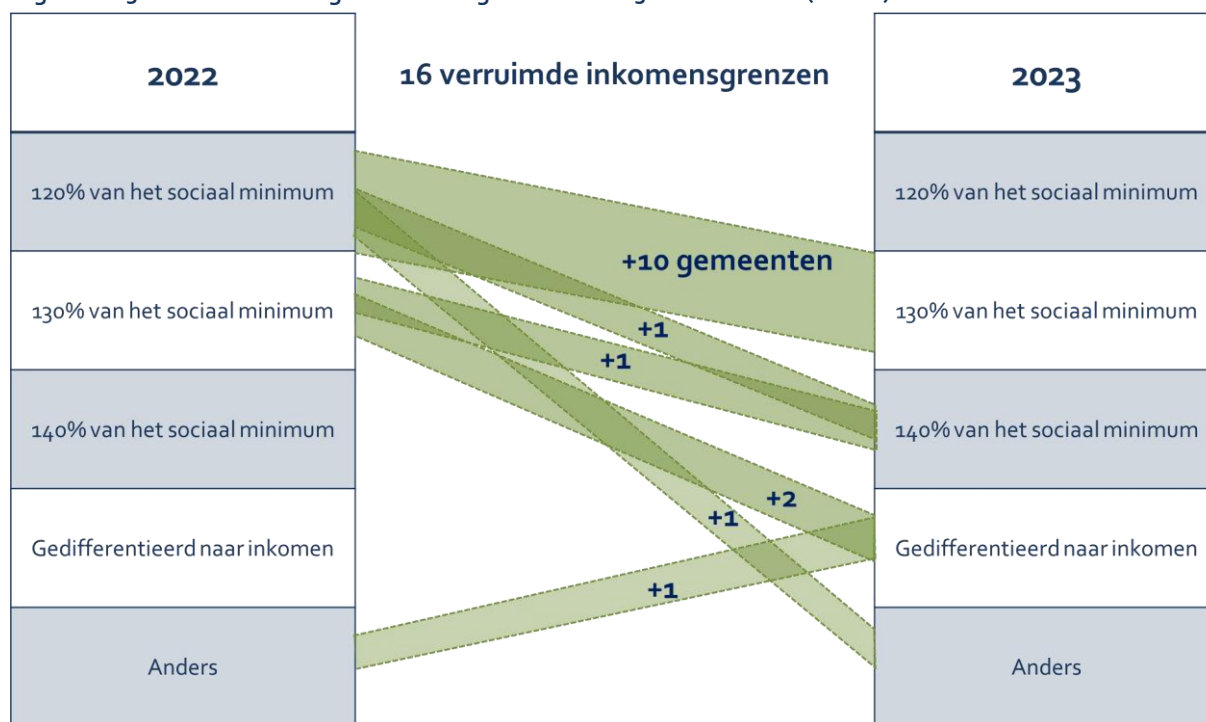 2022
16 verruimde inkomensgrenzen
2023
120% van het sociaal minimum
120% van het sociaal minimum
+10 gemeenten
130% van het sociaal minimum
130% van het sociaal minimum
+1
+1
140% van het sociaal minimum
140% van het sociaal minimum
+2
+1
Gedifferentieerd naar inkomen
Gedifferentieerd naar inkomen
+1
Anders
Anders